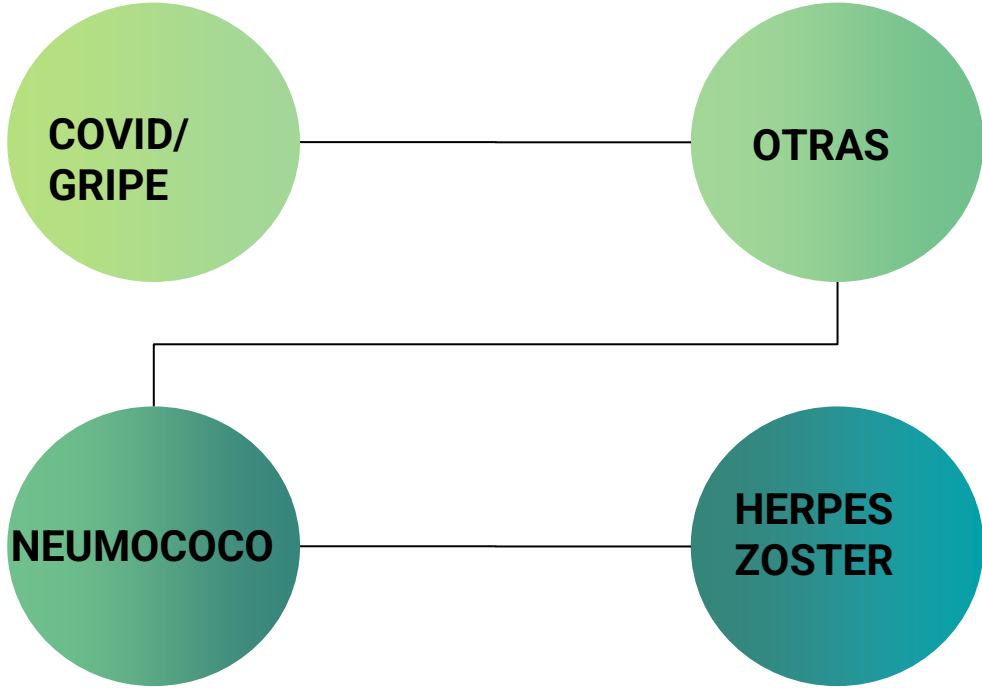 COVID/
GRIPE
OTRAS
NEUMOCOCO
HERPES
ZOSTER